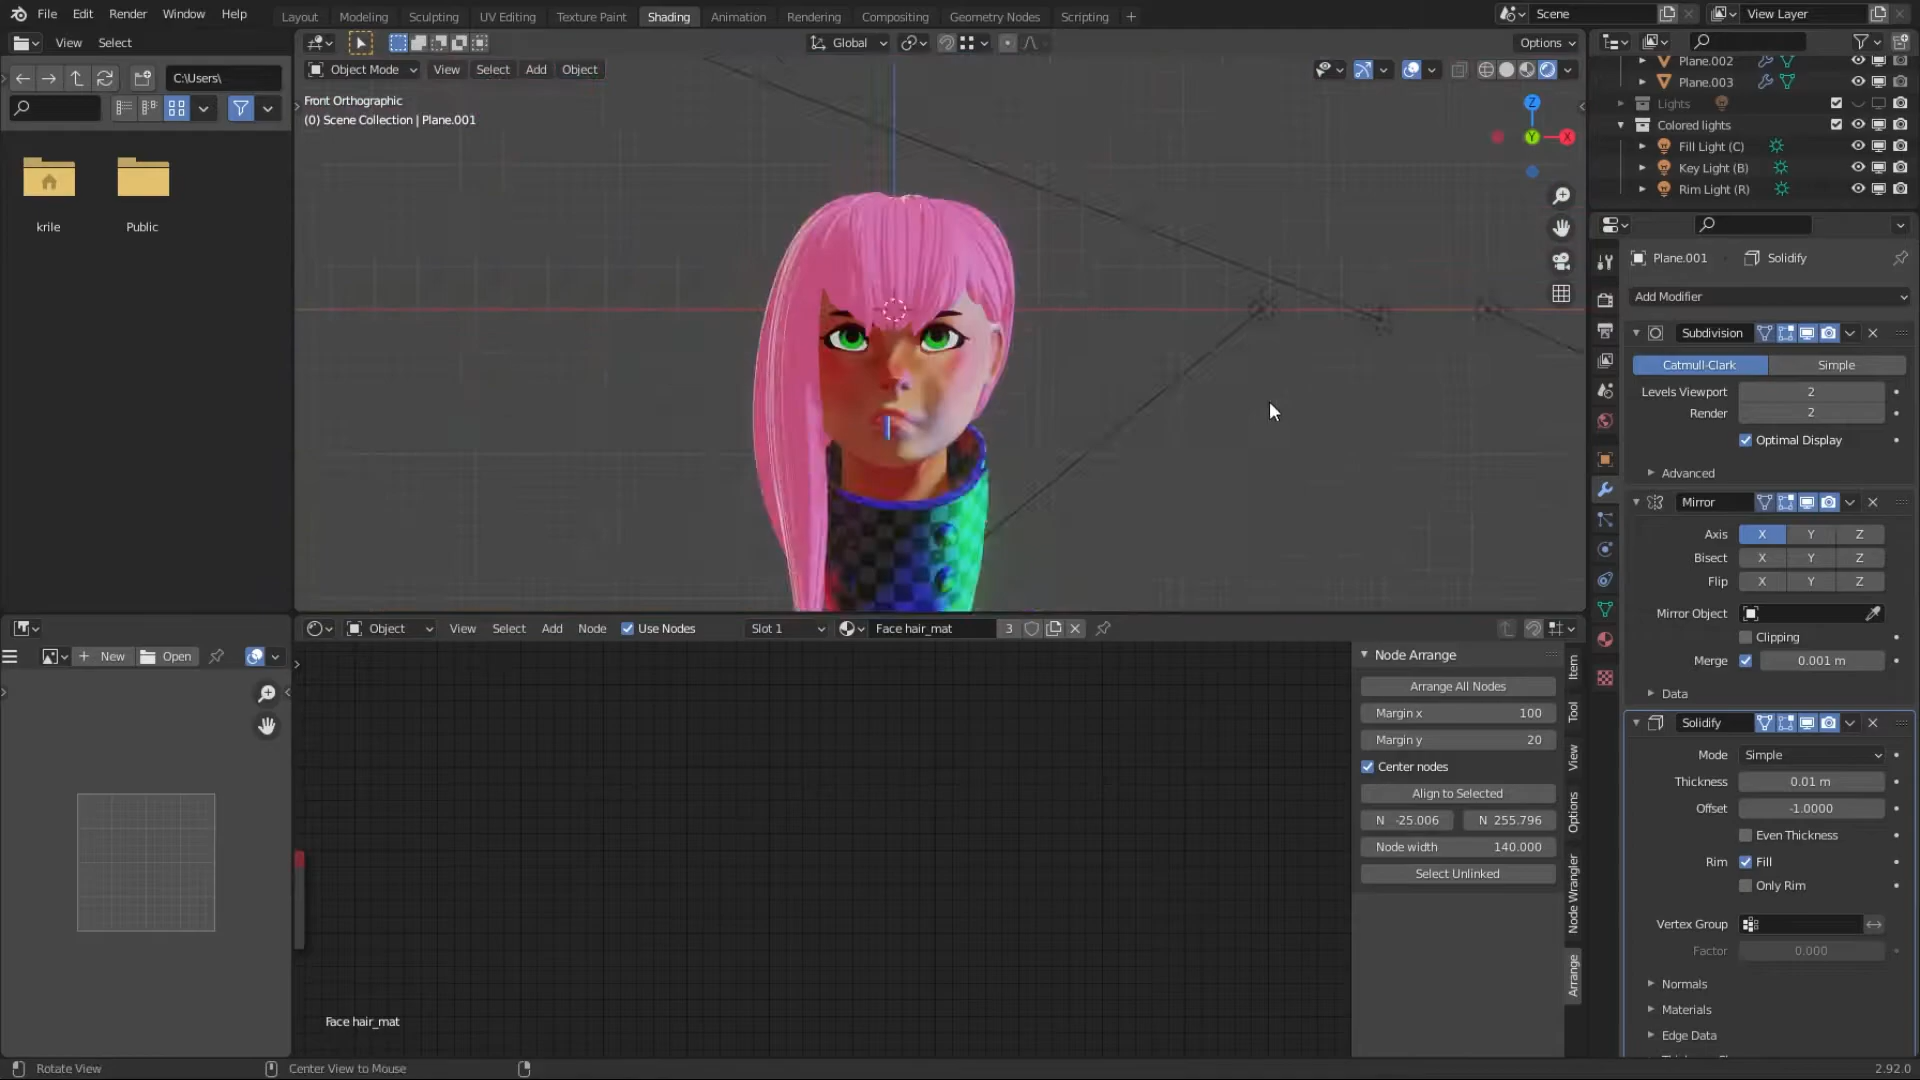 File Edit Render Window Help
Layout Modeling Sculpting UV Editing Texture Paint Shading Animation Rendering Compositing Geometry Nodes Scripting +
Scene
View Layer
View Select
Global
Options
C:\Users\
Object Mode View Select Add Object
Front Orthographic
(0) Scene Collection | Plane.001
Z
Y
X
krile
Public
Plane.002
Plane.003
Lights
Colored lights
Fill Light (C)
Key Light (B)
Rim Light (R)
Plane.001 Solidify
Add Modifier
Subdivision
Catmull-Clark Simple
Levels Viewport 2
Render 2
Optimal Display
Advanced
Mirror
Axis X Y Z
Bisect X Y Z
Flip X Y Z
Mirror Object
Clipping
Merge 0.001 m
Data
Solidify
Mode Simple
Thickness 0.01 m
Offset -1.0000
Even Thickness
Rim Fill
Only Rim
Vertex Group
Factor 0.000
Normals
Materials
Edge Data
New Open
Object View Select Add Node Use Nodes Slot 1 Face hair_mat 3
Node Arrange
Arrange All Nodes
Margin x 100
Margin y 20
Center nodes
Align to Selected
N -25.006 N 255.796
Node width 140.000
Select Unlinked
Item
Tool
View
Options
Node Wrangler
Arrange
Face hair_mat
Rotate View
Center View to Mouse
2.92.0